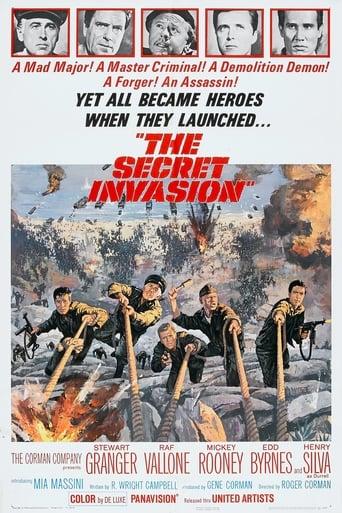 A Mad Major! A Master Criminal! A Demolition Demon!
A Forger! An Assassin!
YET ALL BECAME HEROES
WHEN THEY LAUNCHED...
"THE
SECRET
INVASION"
THE CORMAN COMPANY presents STEWART GRANGER RAF VALLONE MICKEY ROONEY EDD BYRNES and HENRY SILVA as Durrell
introducing MIA MASSINI Written by R. WRIGHT CAMPBELL Produced by GENE CORMAN Directed by ROGER CORMAN
COLOR by DE LUXE PANAVISION® Released thru UNITED ARTISTS